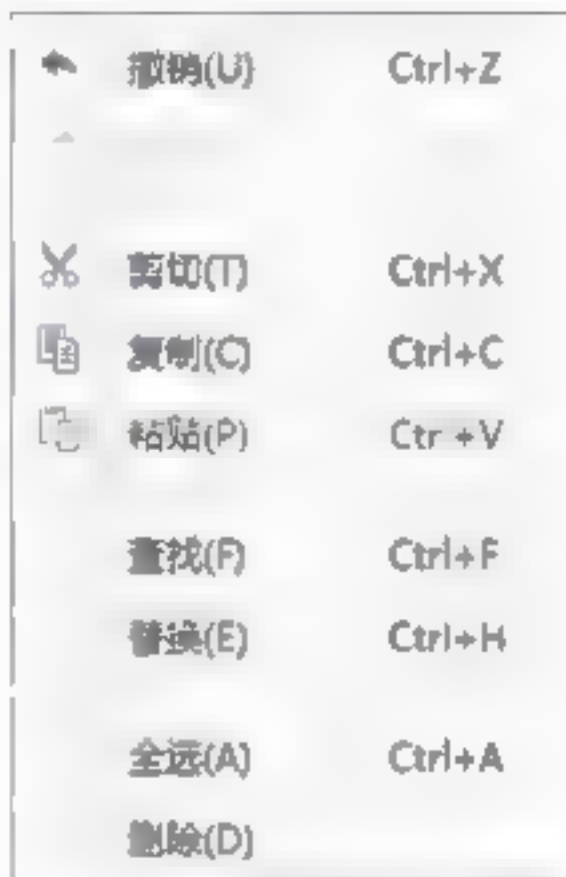 撤销(U) Ctrl+Z
剪切(T) Ctrl+X
复制(C) Ctrl+C
粘贴(P) Ctrl+V
查找(F) Ctrl+F
替换(E) Ctrl+H
全选(A) Ctrl+A
删除(D)